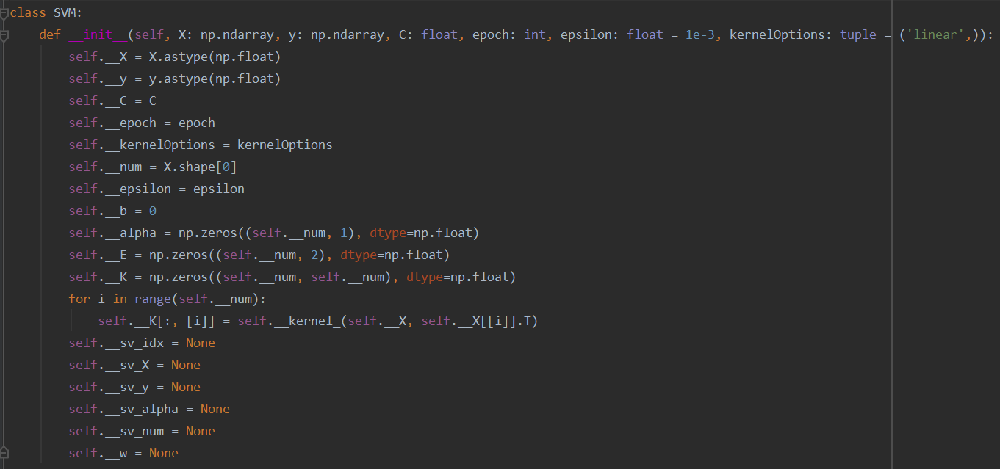 class SVM:
    def __init__(self, X: np.ndarray, y: np.ndarray, C: float, epoch: int, epsilon: float = 1e-3, kernelOptions: tuple = ('linear',)):
        self.__X = X.astype(np.float)
        self.__y = y.astype(np.float)
        self.__C = C
        self.__epoch = epoch
        self.__kernelOptions = kernelOptions
        self.__num = X.shape[0]
        self.__epsilon = epsilon
        self.__b = 0
        self.__alpha = np.zeros((self.__num, 1), dtype=np.float)
        self.__E = np.zeros((self.__num, 2), dtype=np.float)
        self.__K = np.zeros((self.__num, self.__num), dtype=np.float)
        for i in range(self.__num):
            self.__K[:, [i]] = self.__kernel_(self.__X, self.__X[[i]].T)
        self.__sv_idx = None
        self.__sv_X = None
        self.__sv_y = None
        self.__sv_alpha = None
        self.__sv_num = None
        self.__w = None